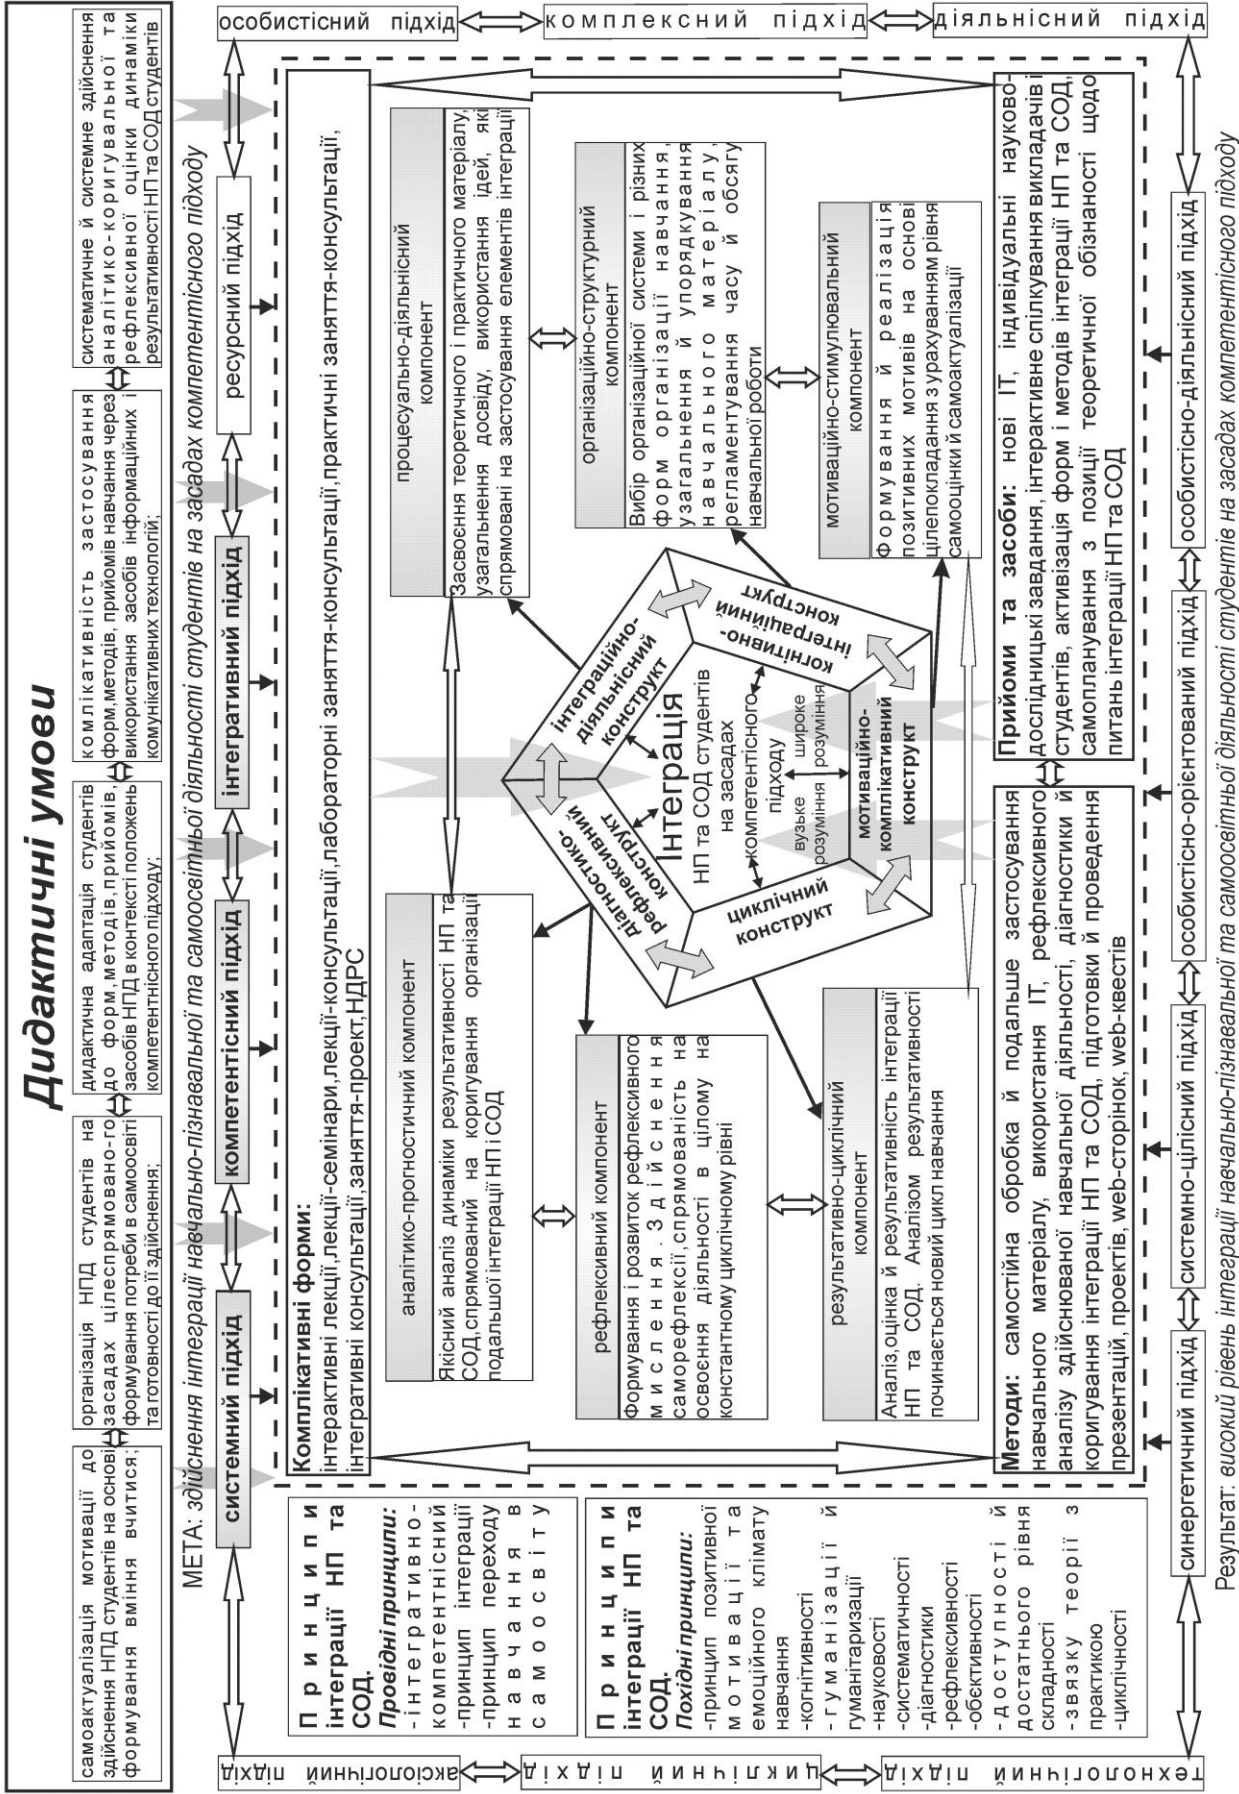 Дидактичні умови
самоактуалізація мотивації до
здійснення НПД студентів на основі
формування вміння вчитися;
організація НПД студентів на
засадах цілеспрямовано-го
формування потреби в самоосвіті
та готовності до її здійснення;
дидактична адаптація студентів
до форм, методів, прийомів,
засобів НПД в контексті положень
компетентнісного підходу;
комплікативність застосування
форм, методів, прийомів навчання через
використання засобів інформаційних і
комунікативних технологій;
систематичне й системне здійснення
аналітико-коригувальної та
рефлексивної оцінки динаміки
результативності НП та СОД студентів
МЕТА: здійснення інтеграції навчально-пізнавальної та самоосвітньої діяльності студентів на засадах компетентісного підходу
системний підхід
компетентісний підхід
інтегративний підхід
ресурсний підхід
особистісний підхід
комплексний підхід
діяльнісний підхід
аксіологічний підхід
циклічний підхід
технологічний підхід
Принципи
інтеграції НП та
СОД.
Провідні принципи:
-інтегративно-
компетентнісний
-принцип інтеграції
-принцип переходу
навчання в
самоосвіту
Принципи
інтеграції НП та
СОД.
Похідні принципи:
-принцип позитивної
мотивації та
емоційного клімату
навчання
-когнітивності
-гуманізації й
гуманітаризації
-науковості
-систематичності
-діагностики
-рефлексивності
-обєктивності
-доступності й
достатнього рівня
складності
-звязку теорії з
практикою
-циклічності
Комплікативні форми:
інтерактивні лекції, лекції-семінари, лекції-консультації, лабораторні заняття-консультації, практичні заняття-консультації,
інтегративні консультації, заняття-проект, НДРС
аналітико-прогностичний компонент
Якісний аналіз динаміки результативності НП та
СОД, спрямований на коригування організації
подальшої інтеграції НП і СОД
процесуально-діяльнісний
компонент
Засвоєння теоретичного і практичного матеріалу,
узагальнення досвіду, використання ідей, які
спрямовані на застосування елементів інтеграції
рефлексивний компонент
Формування і розвиток рефлексивного
мислення. Здійснення
саморефлексії, спрямованість на
освоєння діяльності в цілому на
константному циклічному рівні
організаційно-структурний
компонент
Вибір організаційної системи і різних
форм організації навчання,
узагальнення й упорядкування
навчального матеріалу,
регламентування часу й обсягу
навчальної роботи
результативно-циклічний
компонент
Аналіз, оцінка й результативність інтеграції
НП та СОД. Аналізом результативності
починається новий цикл навчання
мотиваційно-стимулювальний
компонент
Формування й реалізація
позитивних мотивів на основі
цілепокладання з урахуванням рівня
самооцінки й самоактуалізації
діагностико-
рефлексивний
конструкт
інтеграційно-
діяльнісний
конструкт
когнітивно-
інтеграційний
конструкт
циклічний
конструкт
мотиваційно-
комплікативний
конструкт
Інтеграція
НП та СОД студентів
на засадах
компетентісного
підходу
вузьке розуміння
широке розуміння
Методи: самостійна обробка й подальше застосування
навчального матеріалу, використання ІТ, рефлексивного
аналізу здійснюваної навчальної діяльності, діагностики й
коригування інтеграції НП та СОД, підготовки й проведення
презентацій, проектів, web-сторінок, web-квестів
Прийоми та засоби: нові ІТ, індивідуальні науково-
дослідницькі завдання, інтерактивне спілкування викладачів і
студентів, активізація форм і методів інтеграції НП та СОД,
самопланування з позиції теоретичної обізнаності щодо
питань інтеграції НП та СОД
синергетичний підхід
системно-цілісний підхід
особистісно-орієнтований підхід
особистісно-діяльнісний підхід
Результат: високий рівень інтеграції навчально-пізнавальної та самоосвітньої діяльності студентів на засадах компетентісного підходу